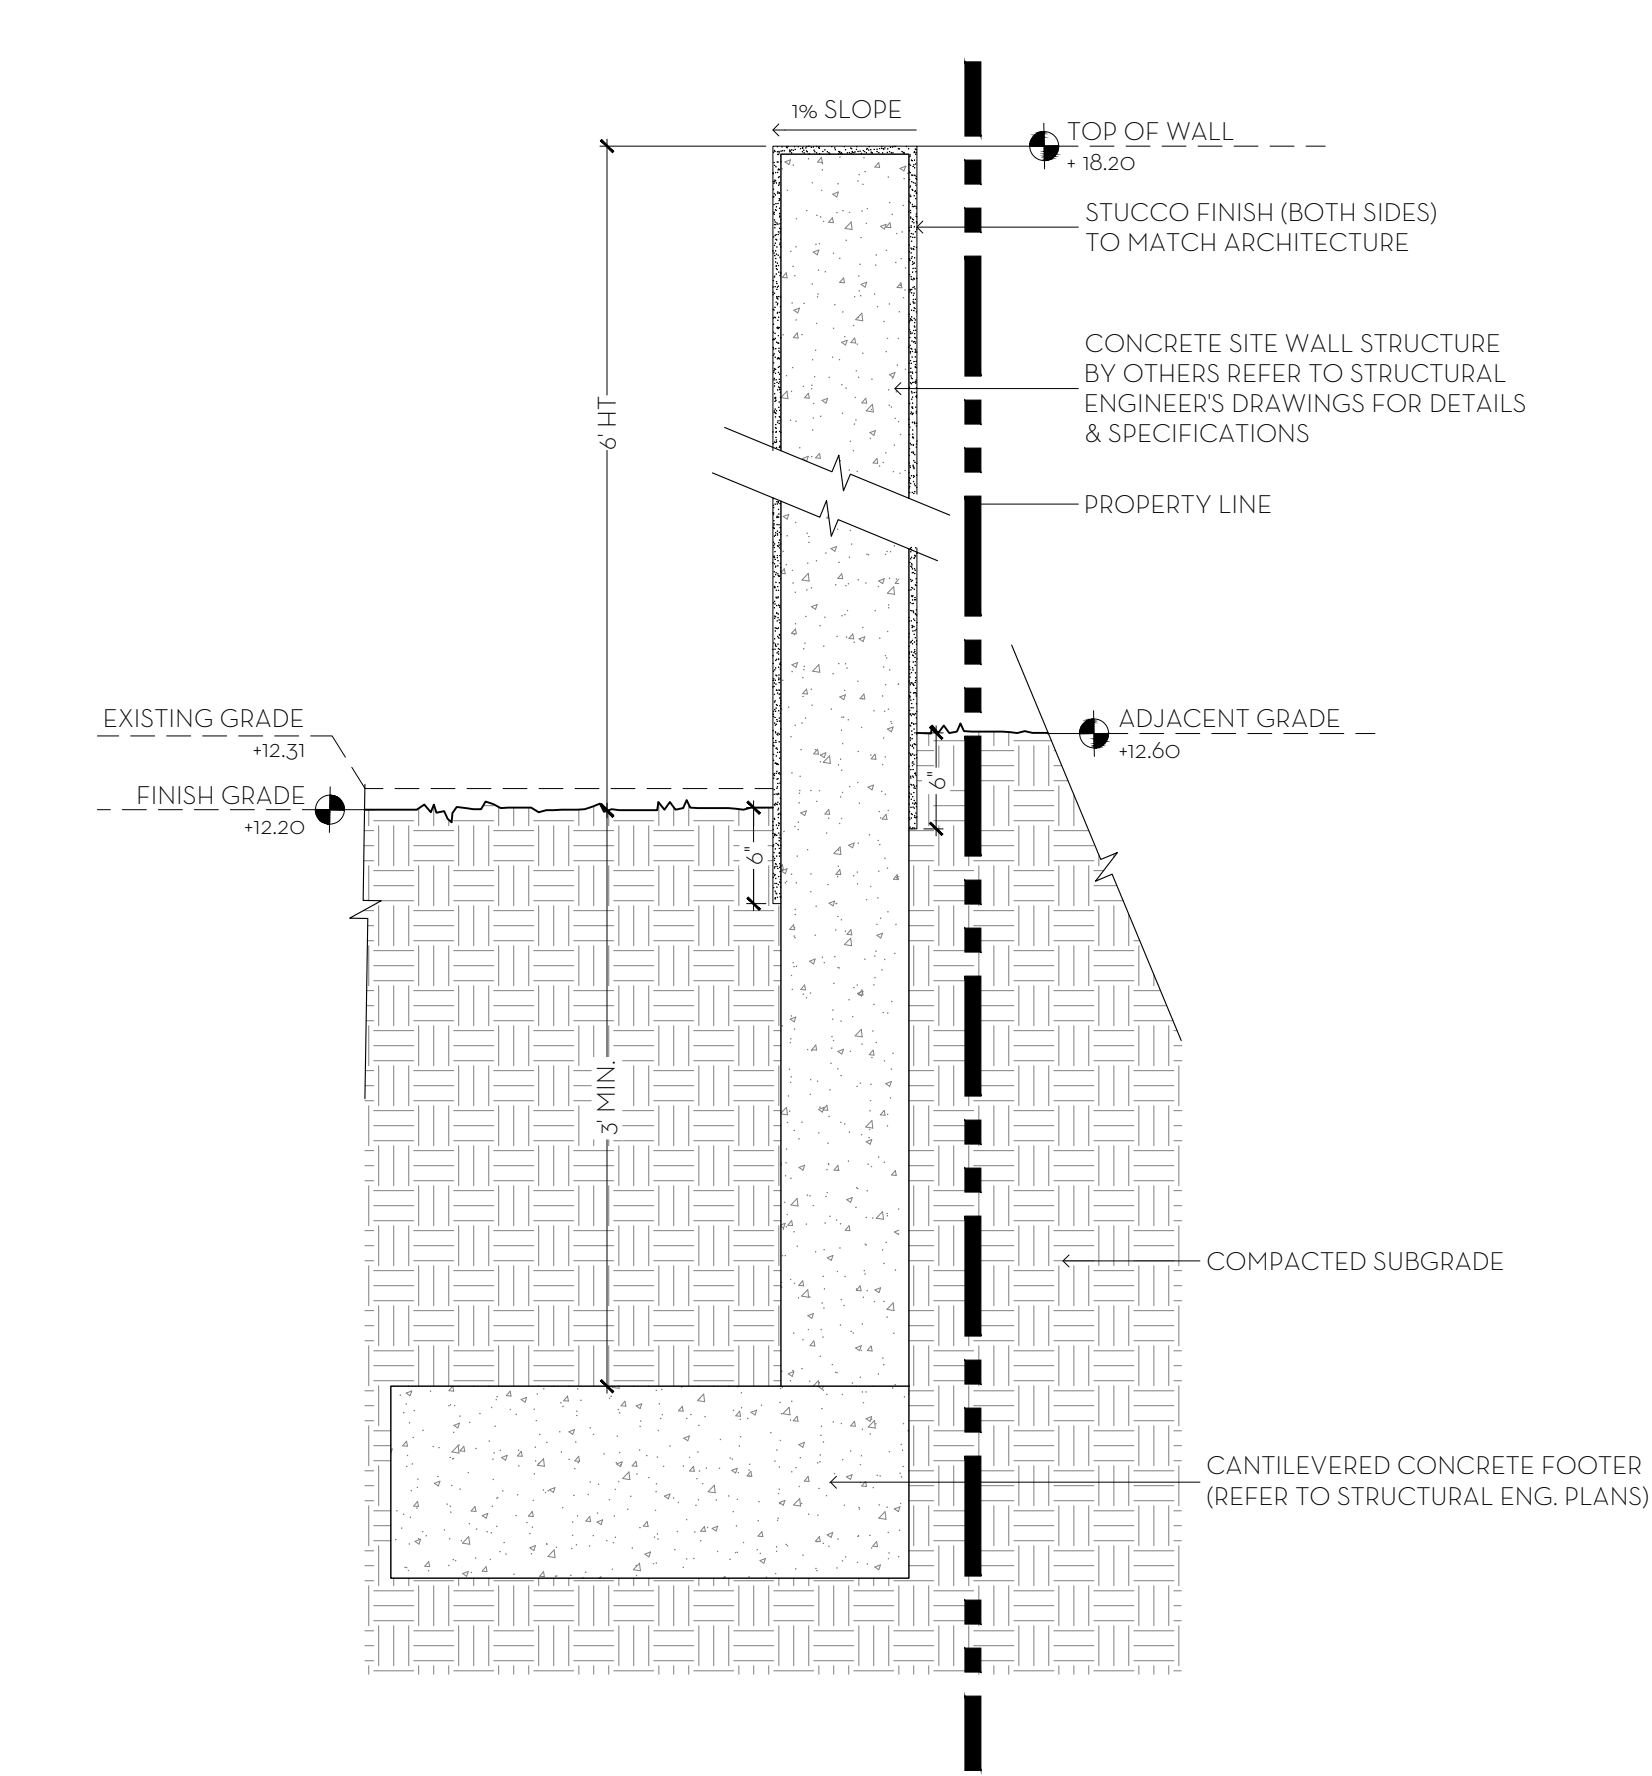 1% SLOPE
TOP OF WALL
+ 18.20
STUCCO FINISH (BOTH SIDES)
TO MATCH ARCHITECTURE
CONCRETE SITE WALL STRUCTURE
BY OTHERS REFER TO STRUCTURAL
ENGINEER'S DRAWINGS FOR DETAILS
& SPECIFICATIONS
6' HT
PROPERTY LINE
EXISTING GRADE
+12.31
ADJACENT GRADE
+12.60
FINISH GRADE
+12.20
6"
6"
3' MIN.
COMPACTED SUBGRADE
CANTILEVERED CONCRETE FOOTER
(REFER TO STRUCTURAL ENG. PLANS)